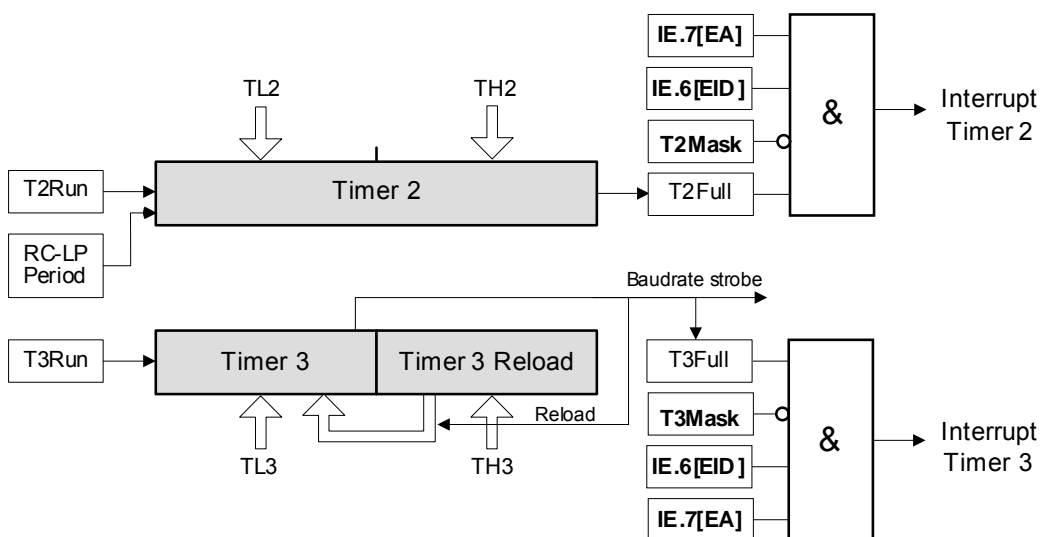 IE.7[EA]
TL2
TH2
IE.6[EID]
&
Interrupt
Timer 2
T2Mask
T2Run
Timer 2
T2Full
RC-LP
Period
Baudrate strobe
T3Run
Timer 3
Timer 3 Reload
T3Full
Reload
T3Mask
&
Interrupt
Timer 3
TL3
TH3
IE.6[EID]
IE.7[EA]